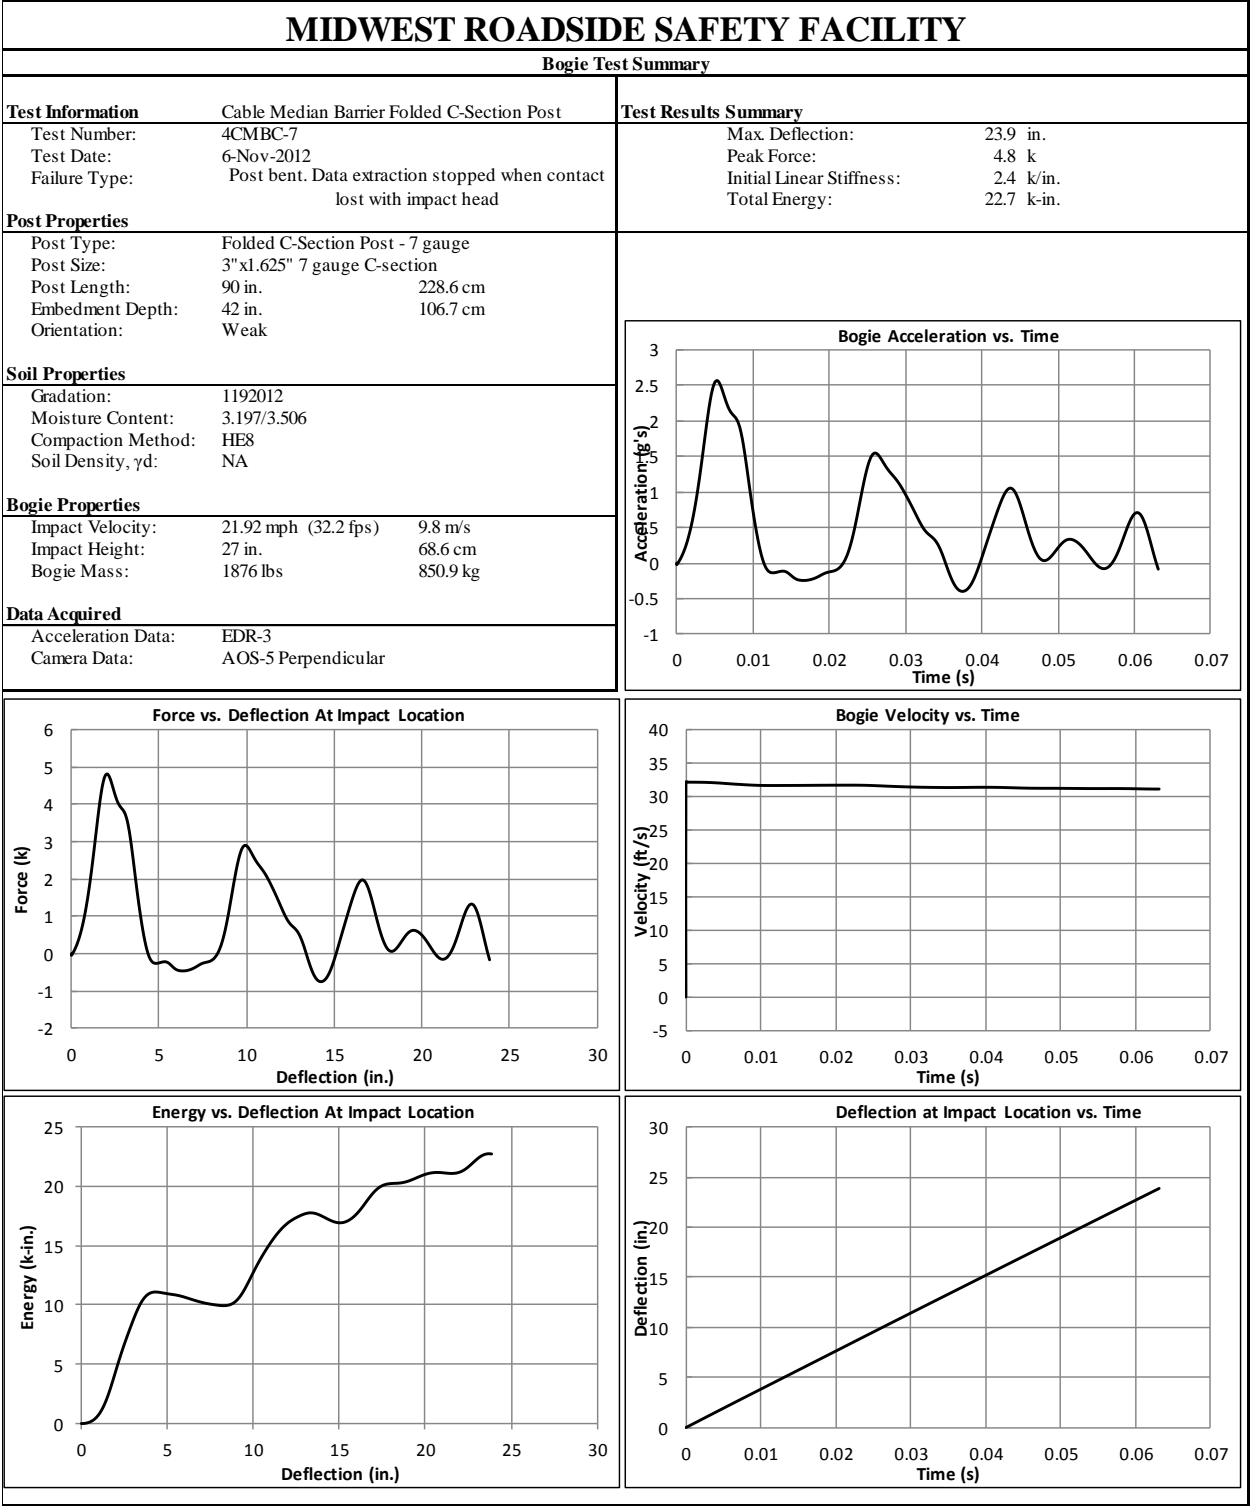 MIDWEST ROADSIDE SAFETY FACILITY
Bogie Test Summary
Test Information Cable Median Barrier Folded C-Section Post
Test Number: 4CMBC-7
Test Date: 6-Nov-2012
Failure Type: Post bent. Data extraction stopped when contact
lost with impact head
Post Properties
Post Type: Folded C-Section Post - 7 gauge
Post Size: 3"x1.625" 7 gauge C-section
Post Length: 90 in. 228.6 cm
Embedment Depth: 42 in. 106.7 cm
Orientation: Weak
Soil Properties
Gradation: 1192012
Moisture Content: 3.197/3.506
Compaction Method: HE8
Soil Density, γd: NA
Bogie Properties
Impact Velocity: 21.92 mph (32.2 fps) 9.8 m/s
Impact Height: 27 in. 68.6 cm
Bogie Mass: 1876 lbs 850.9 kg
Data Acquired
Acceleration Data: EDR-3
Camera Data: AOS-5 Perpendicular
Test Results Summary
Max. Deflection: 23.9 in.
Peak Force: 4.8 k
Initial Linear Stiffness: 2.4 k/in.
Total Energy: 22.7 k-in.
Bogie Acceleration vs. Time
3
2.5
2
1.5
1
0.5
0
-0.5
-1
Acceleration (g's)
0 0.01 0.02 0.03 0.04 0.05 0.06 0.07
Time (s)
Force vs. Deflection At Impact Location
6
5
4
3
2
1
0
-1
-2
Force (k)
0 5 10 15 20 25 30
Deflection (in.)
Bogie Velocity vs. Time
40
35
30
25
20
15
10
5
0
-5
Velocity (ft/s)
0 0.01 0.02 0.03 0.04 0.05 0.06 0.07
Time (s)
Energy vs. Deflection At Impact Location
25
20
15
10
5
0
Energy (k-in.)
0 5 10 15 20 25 30
Deflection (in.)
Deflection at Impact Location vs. Time
30
25
20
15
10
5
0
Deflection (in.)
0 0.01 0.02 0.03 0.04 0.05 0.06 0.07
Time (s)